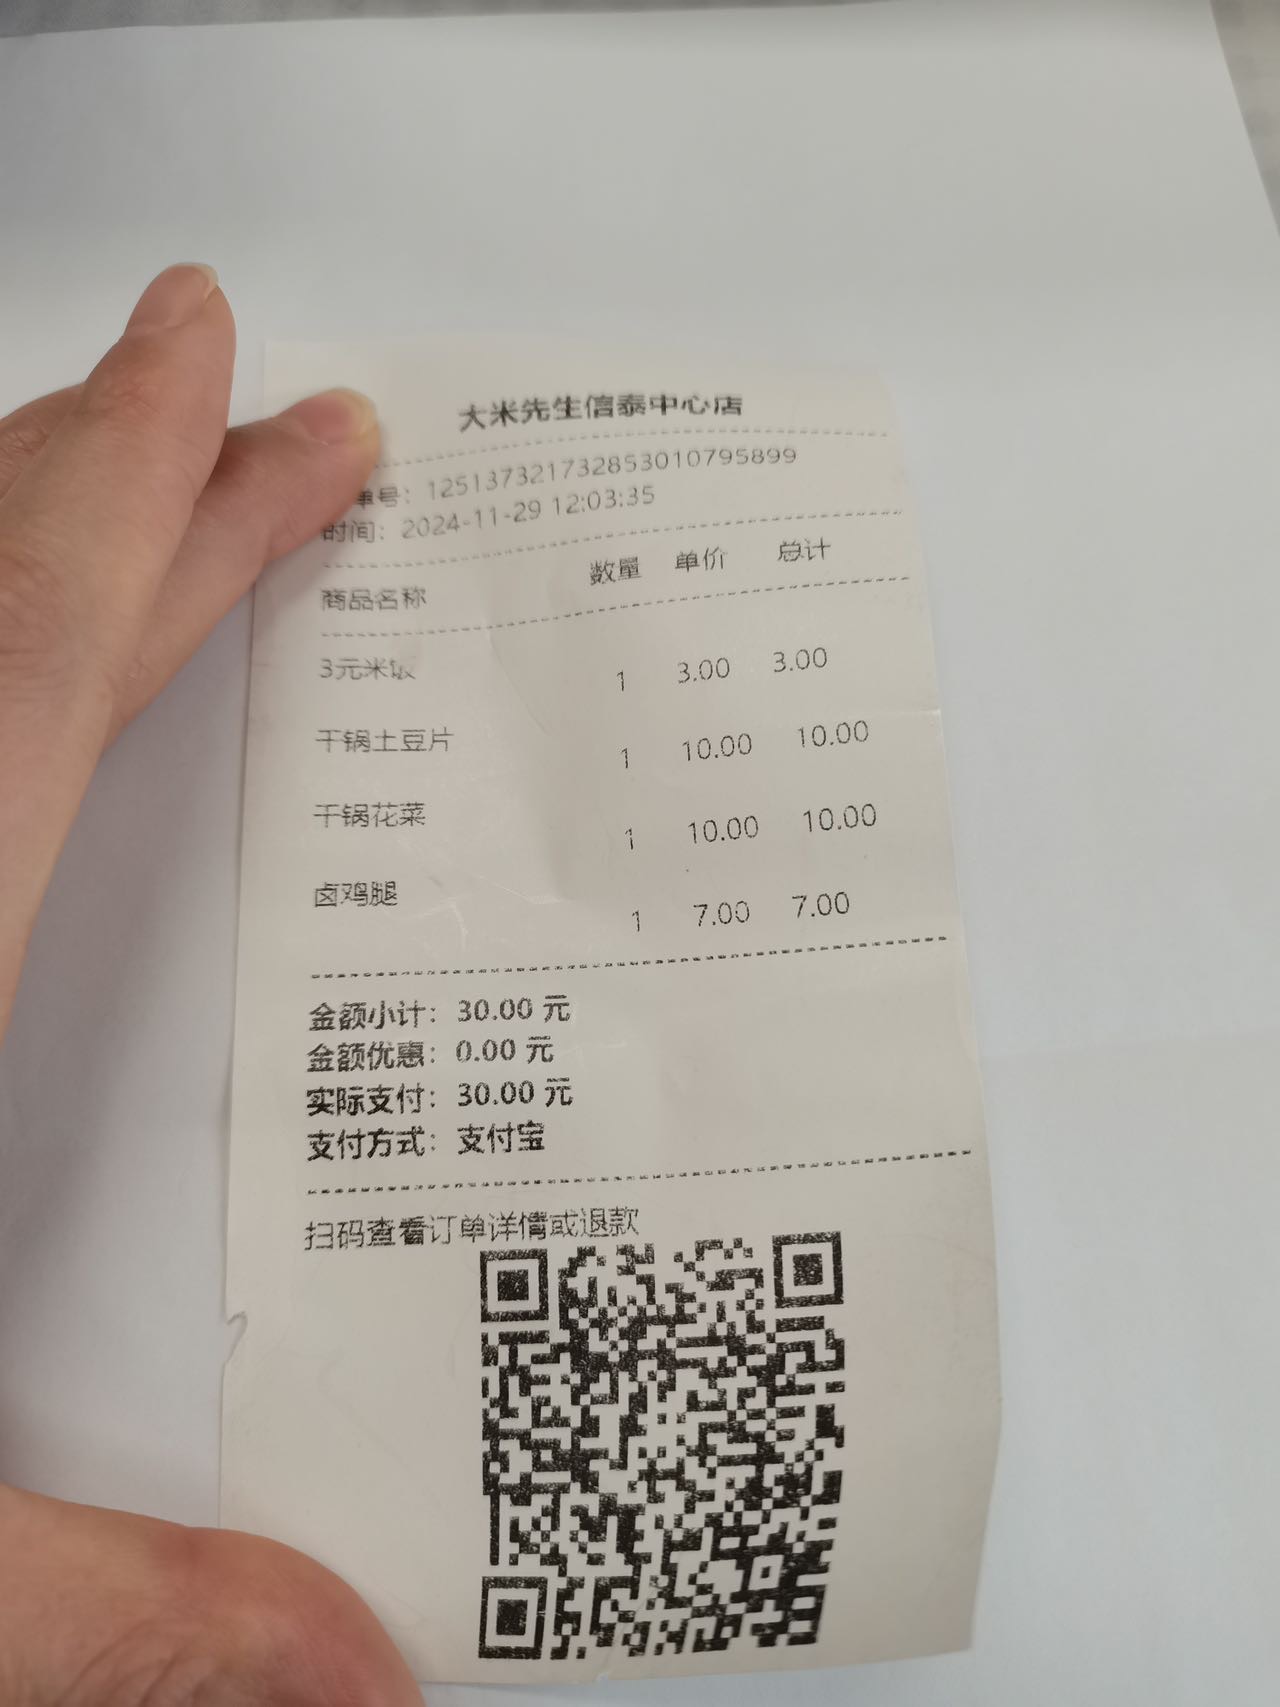 大米先生信泰中心店
单号：125137321732853010795899
时间：2024-11-29 12:03:35
商品名称 数量 单价 总计
3元米饭 1 3.00 3.00
干锅土豆片 1 10.00 10.00
干锅花菜 1 10.00 10.00
卤鸡腿 1 7.00 7.00
金额小计：30.00 元
金额优惠：0.00 元
实际支付：30.00 元
支付方式：支付宝
扫码查看订单详情或退款